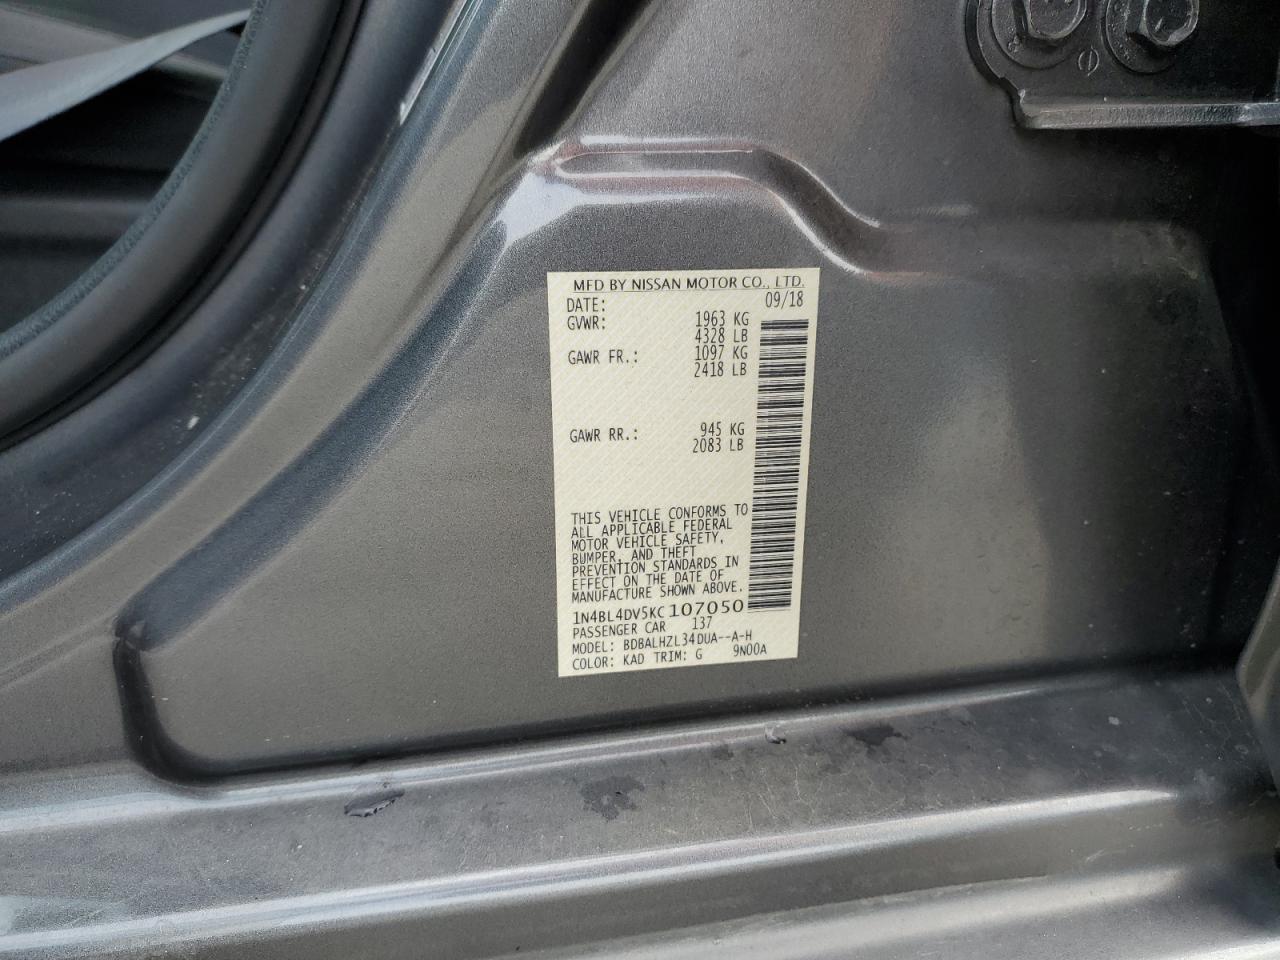 MFD BY NISSAN MOTOR CO., LTD.
DATE: 09/18
GVWR: 1963 KG
4328 LB
GAWR FR.: 1097 KG
2418 LB
GAWR RR.: 945 KG
2083 LB
THIS VEHICLE CONFORMS TO
ALL APPLICABLE FEDERAL
MOTOR VEHICLE SAFETY,
BUMPER, AND THEFT
PREVENTION STANDARDS IN
EFFECT ON THE DATE OF
MANUFACTURE SHOWN ABOVE.
1N4BL4DV5KC107050
PASSENGER CAR 137
MODEL: BDBALHZL34DUA--A-H
COLOR: KAD TRIM: G 9N00A